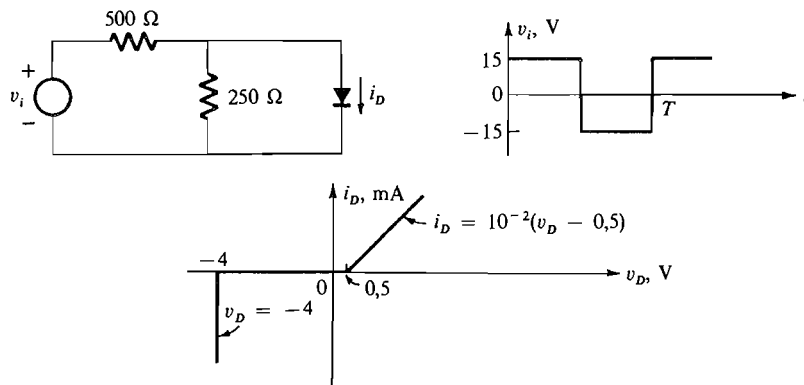 500 Ω
+
v_i
−
250 Ω
i_D
v_i, V
15
0
−15
T
i_D, mA
i_D = 10⁻²(v_D − 0,5)
−4
0
0,5
v_D, V
v_D = −4